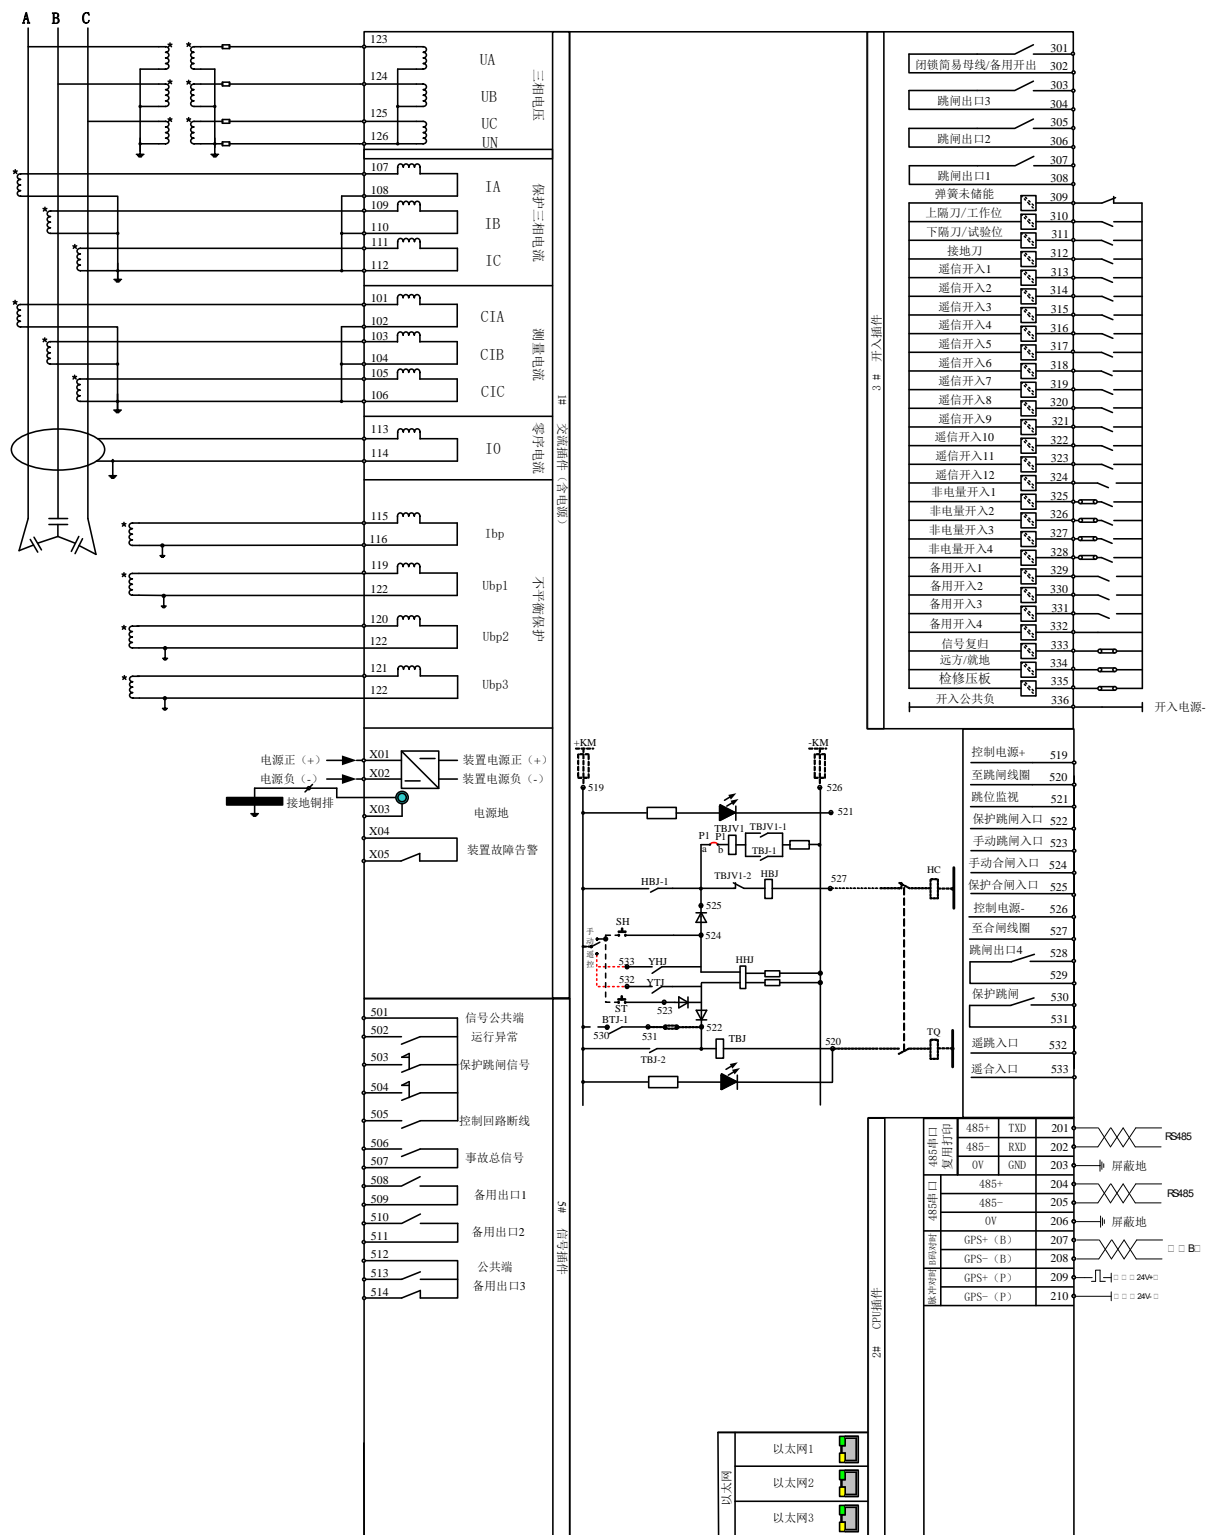 A B C
123
UA
124
UB
125
UC
126
UN
三相电压
107
IA
108
109
IB
110
111
IC
112
保护三相电流
101
CIA
102
103
CIB
104
105
CIC
106
测量电流
113
I0
114
零序电流
115
Ibp
116
119
Ubp1
122
120
Ubp2
122
121
Ubp3
122
不平衡保护
1# 交流插件（含电源）
电源正（+）
X01
装置电源正（+）
电源负（-）
X02
装置电源负（-）
接地铜排
X03
电源地
X04
装置故障告警
X05
501
信号公共端
502
运行异常
503
保护跳闸信号
504
505
控制回路断线
506
事故总信号
507
508
备用出口1
509
510
备用出口2
511
512
公共端
513
备用出口3
514
5# 信号插件
+KM
-KM
519
526
521
TBJV1
TBJV1-1
P1
P1
a
b
TBJ-1
HBJ-1
TBJV1-2
HBJ
527
HC
525
SH
524
手动
遥控
533
YHJ
HHJ
532
YTJ
ST
523
BTJ-1
530
531
522
TBJ
520
TQ
TBJ-2
3# 开入插件
301
闭锁简易母线/备用开出 302
303
跳闸出口3
304
305
跳闸出口2
306
307
跳闸出口1
308
弹簧未储能 309
上隔刀/工作位 310
下隔刀/试验位 311
接地刀 312
遥信开入1 313
遥信开入2 314
遥信开入3 315
遥信开入4 316
遥信开入5 317
遥信开入6 318
遥信开入7 319
遥信开入8 320
遥信开入9 321
遥信开入10 322
遥信开入11 323
遥信开入12 324
非电量开入1 325
非电量开入2 326
非电量开入3 327
非电量开入4 328
备用开入1 329
备用开入2 330
备用开入3 331
备用开入4 332
信号复归 333
远方/就地 334
检修压板 335
开入公共负 336
开入电源-
控制电源+ 519
至跳闸线圈 520
跳位监视 521
保护跳闸入口 522
手动跳闸入口 523
手动合闸入口 524
保护合闸入口 525
控制电源- 526
至合闸线圈 527
跳闸出口4 528
529
保护跳闸 530
531
遥跳入口 532
遥合入口 533
2# CPU插件
485串口
复用打印
485+ TXD 201
RS485
485- RXD 202
0V GND 203
屏蔽地
485串口
485+ 204
RS485
485- 205
0V 206
屏蔽地
B码对时
GPS+（B） 207
□ □ B□
GPS-（B） 208
脉冲对时
GPS+（P） 209
□ □ □ 24V+ □
GPS-（P） 210
□ □ □ 24V- □
以太网
以太网1
以太网2
以太网3